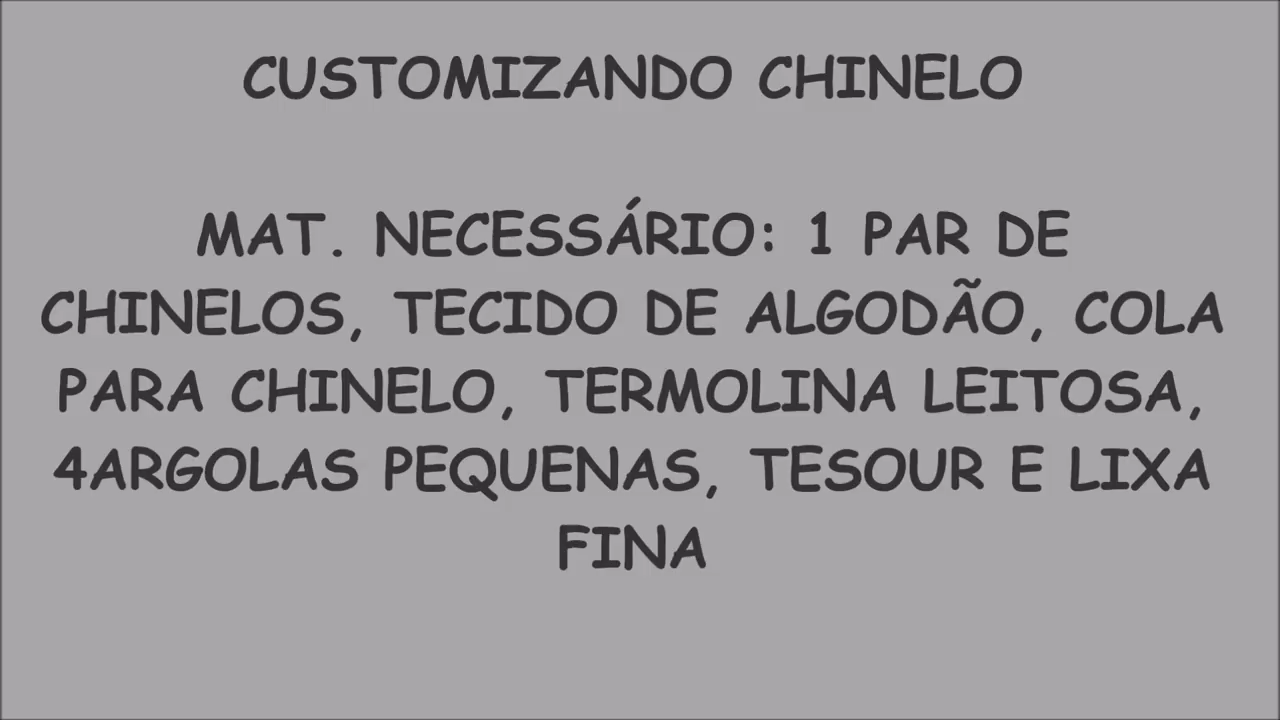 CUSTOMIZANDO CHINELO
MAT. NECESSÁRIO: 1 PAR DE
CHINELOS, TECIDO DE ALGODÃO, COLA
PARA CHINELO, TERMOLINA LEITOSA,
4ARGOLAS PEQUENAS, TESOUR E LIXA
FINA